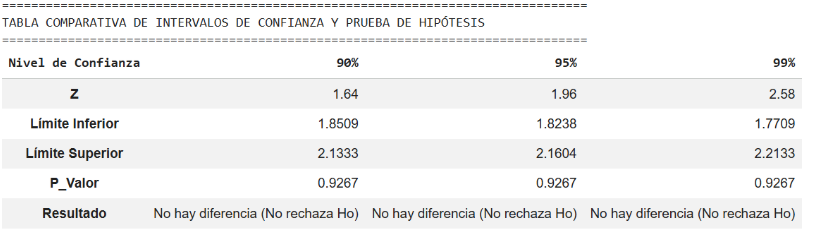 ===========================================================================
TABLA COMPARATIVA DE INTERVALOS DE CONFIANZA Y PRUEBA DE HIPÓTESIS
===========================================================================
Nivel de Confianza 90% 95% 99%
Z 1.64 1.96 2.58
Límite Inferior 1.8509 1.8238 1.7709
Límite Superior 2.1333 2.1604 2.2133
P_Valor 0.9267 0.9267 0.9267
Resultado No hay diferencia (No rechaza Ho) No hay diferencia (No rechaza Ho) No hay diferencia (No rechaza Ho)